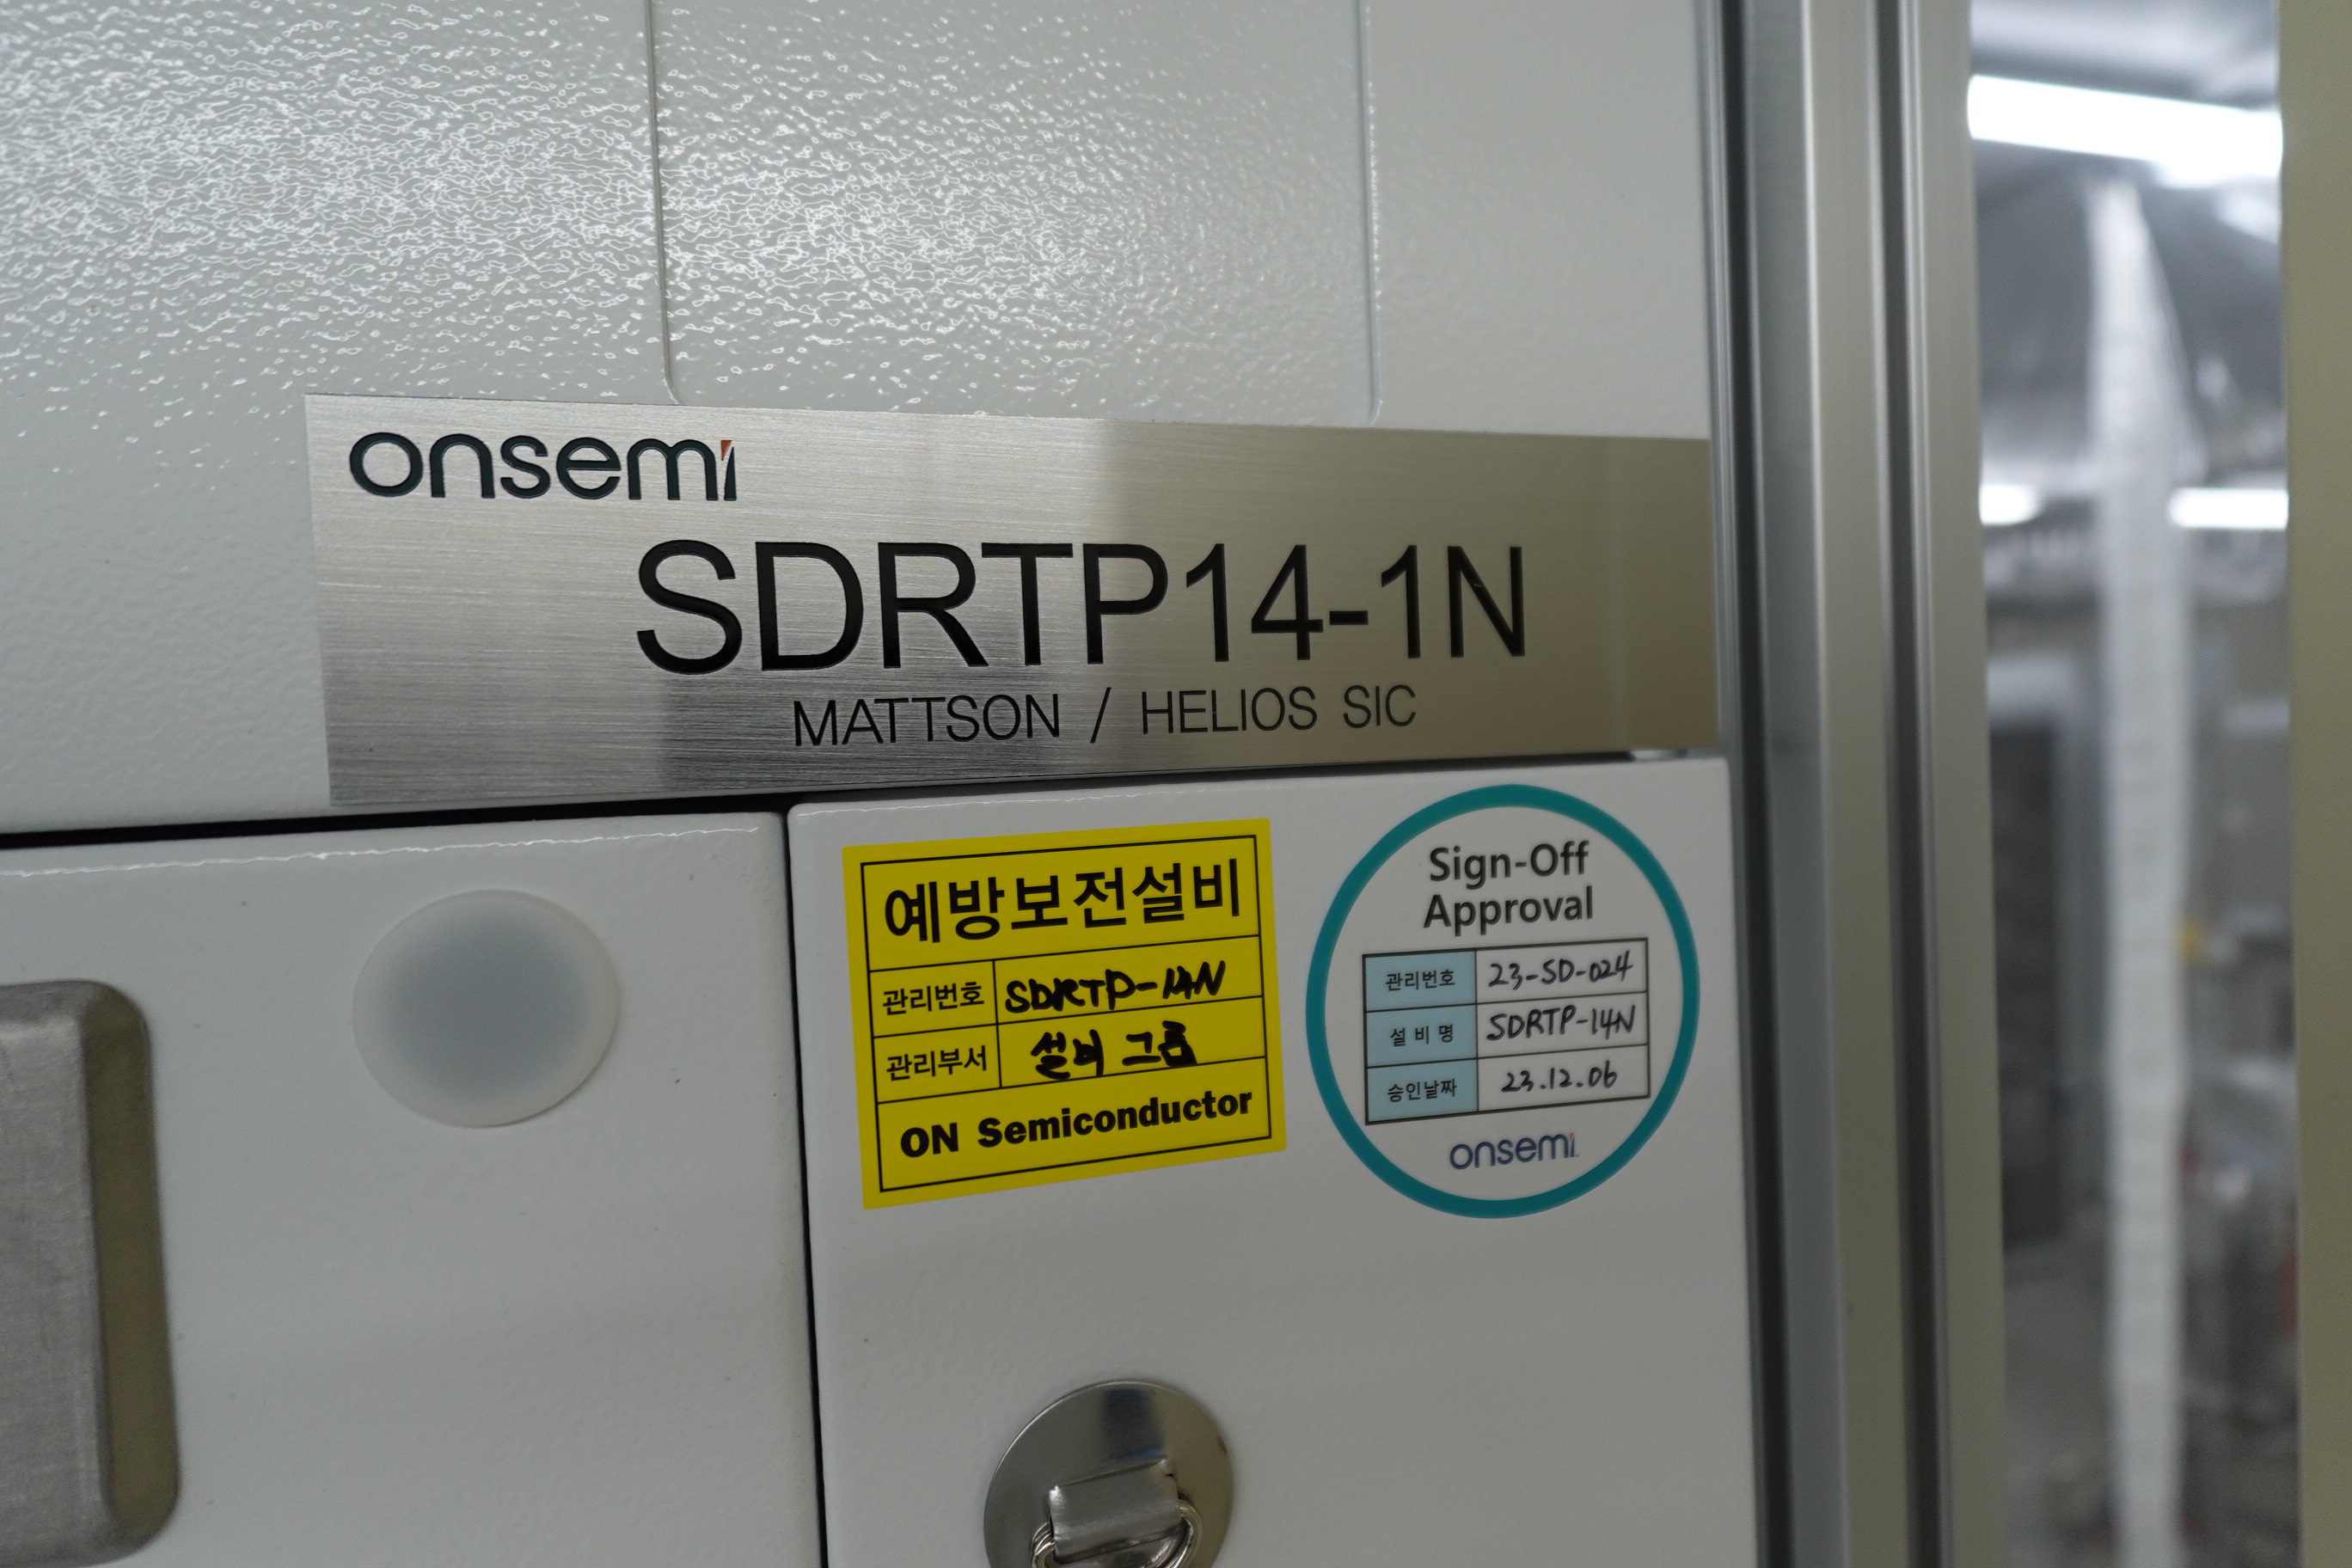 onsemi
SDRTP14-1N
MATTSON / HELIOS SIC
예방보전설비
관리번호 SDRTP-14N
관리부서 설비 그룹
ON Semiconductor
Sign-Off
Approval
관리번호 23-SD-024
설비명 SDRTP-14N
승인날짜 23.12.06
onsemi